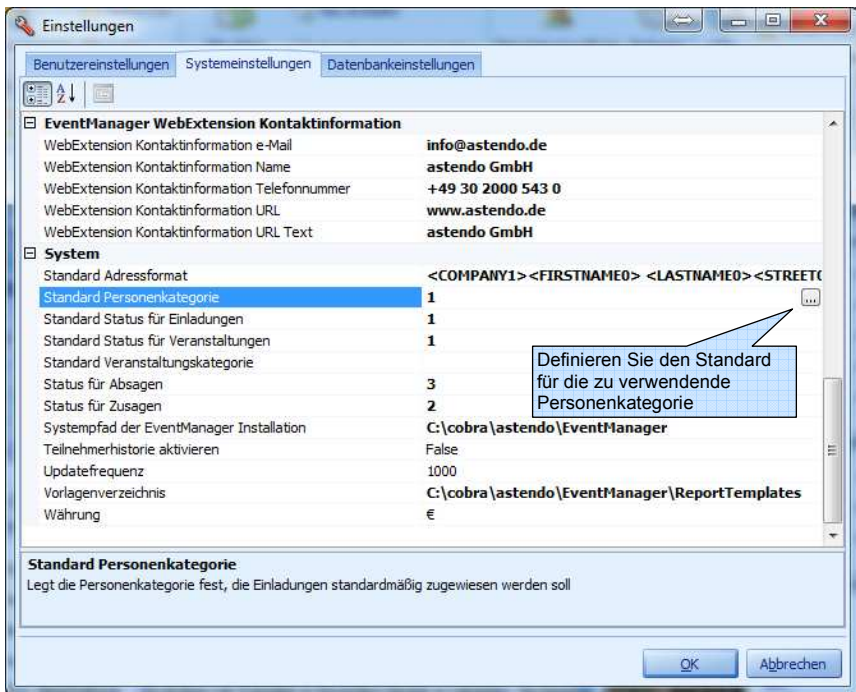 Einstellungen
Benutzereinstellungen Systemeinstellungen Datenbankeinstellungen
EventManager WebExtension Kontaktinformation
WebExtension Kontaktinformation e-Mail info@astendo.de
WebExtension Kontaktinformation Name astendo GmbH
WebExtension Kontaktinformation Telefonnummer +49 30 2000 543 0
WebExtension Kontaktinformation URL www.astendo.de
WebExtension Kontaktinformation URL Text astendo GmbH
System
Standard Adressformat <COMPANY1><FIRSTNAME0> <LASTNAME0><STREET
Standard Personenkategorie 1 ...
Standard Status für Einladungen 1
Standard Status für Veranstaltungen 1
Standard Veranstaltungskategorie
Status für Absagen 3
Status für Zusagen 2
Systempfad der EventManager Installation C:\cobra\astendo\EventManager
Teilnehmerhistorie aktivieren False
Updatefrequenz 1000
Vorlagenverzeichnis C:\cobra\astendo\EventManager\ReportTemplates
Währung €
Definieren Sie den Standard
für die zu verwendende
Personenkategorie
Standard Personenkategorie
Legt die Personenkategorie fest, die Einladungen standardmäßig zugewiesen werden soll
OK Abbrechen